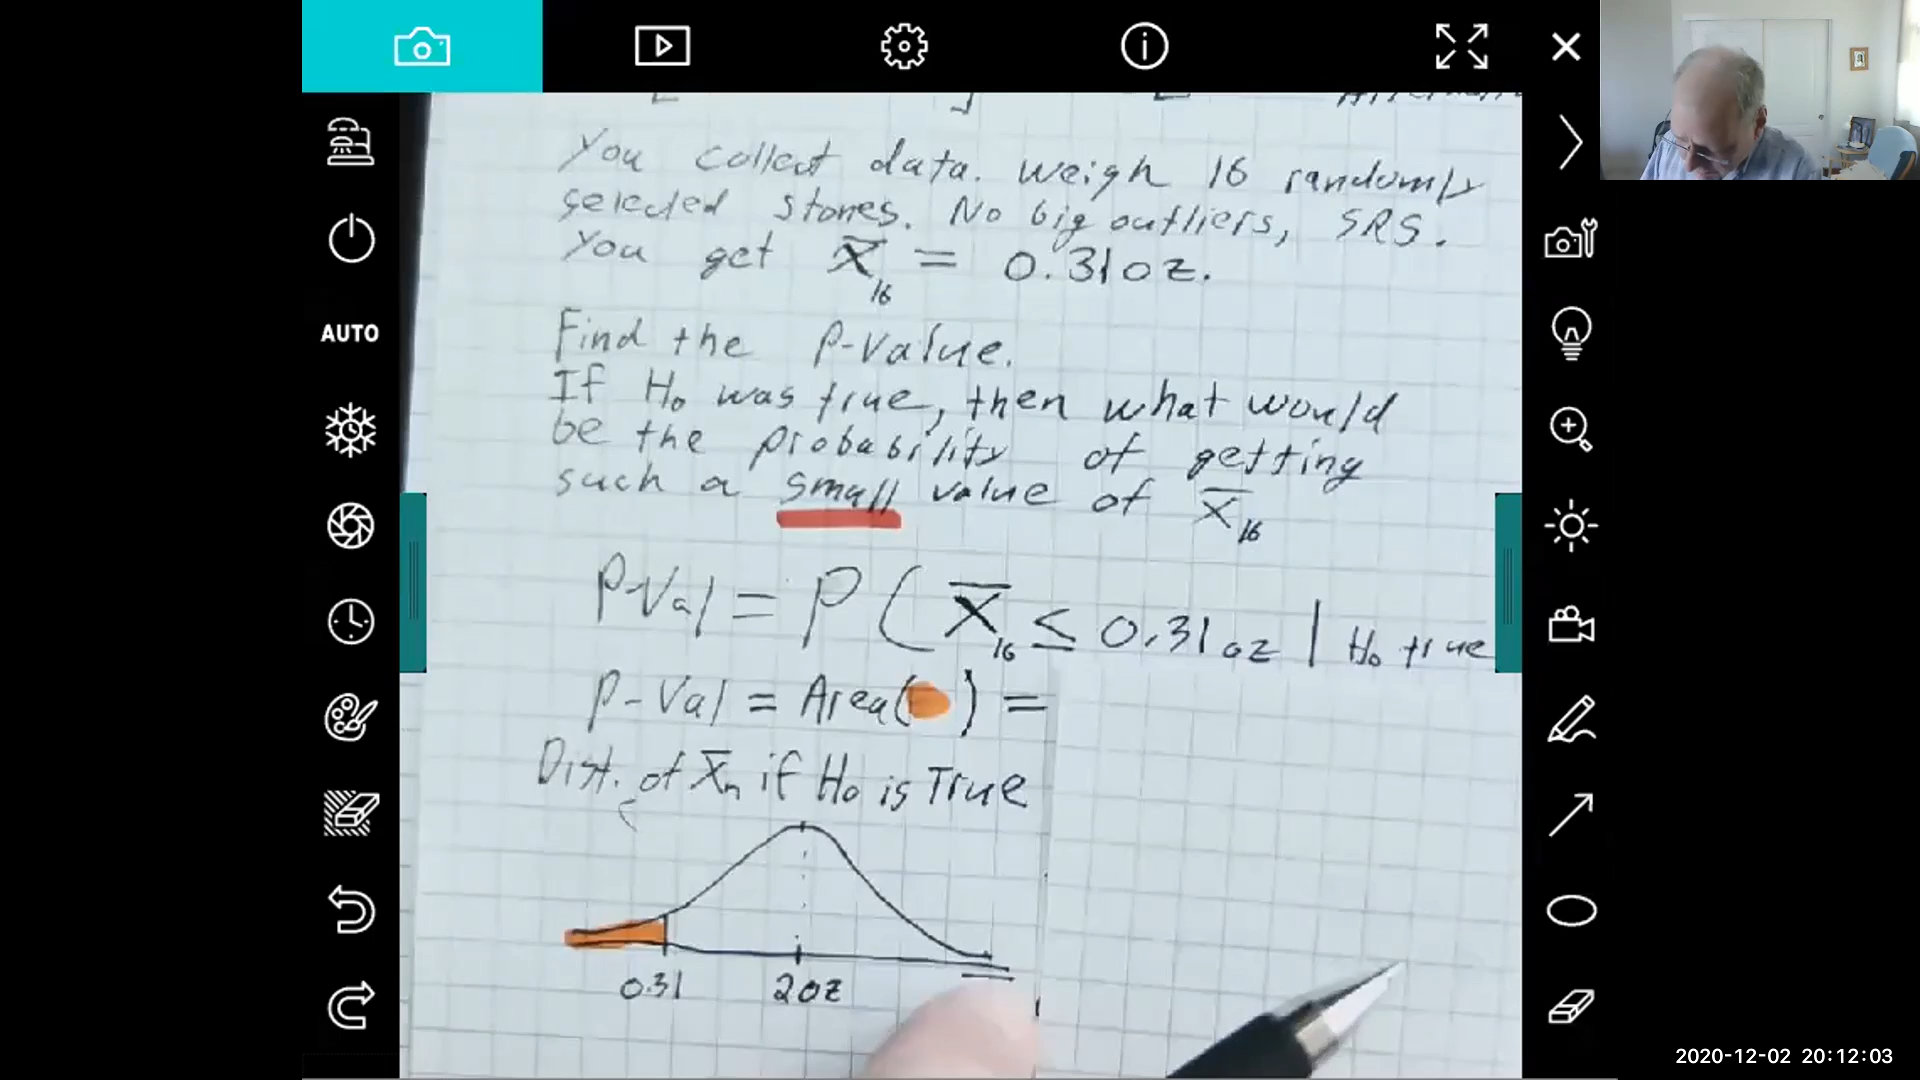 You collect data. Weigh 16 randomly
selected stones. No big outliers, SRS.
You get X̄16 = 0.31oz.
Find the P-Value.
If H0 was true, then what would
be the probability of getting
such a small value of X̄16
P-Val = P( X̄16 ≤ 0.31oz | H0 true
P-Val = Area( ) =
Dist. of X̄n if H0 is True
0.31 2oz
AUTO
2020-12-02 20:12:03